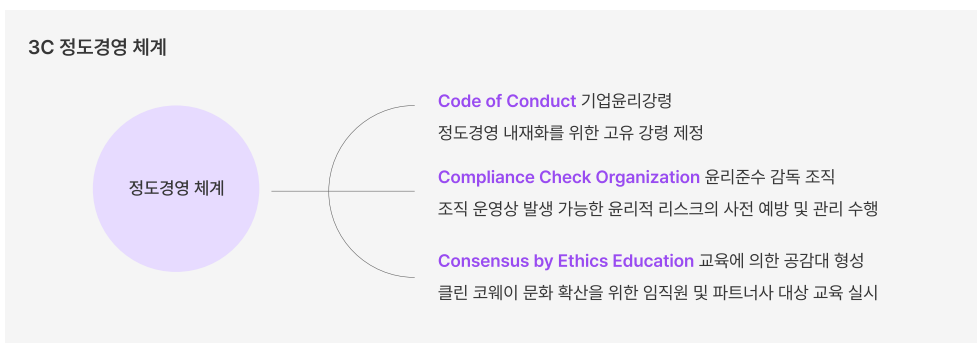 3C 정도경영 체계
정도경영 체계
Code of Conduct 기업윤리강령
정도경영 내재화를 위한 고유 강령 제정
Compliance Check Organization 윤리준수 감독 조직
조직 운영상 발생 가능한 윤리적 리스크의 사전 예방 및 관리 수행
Consensus by Ethics Education 교육에 의한 공감대 형성
클린 코웨이 문화 확산을 위한 임직원 및 파트너사 대상 교육 실시